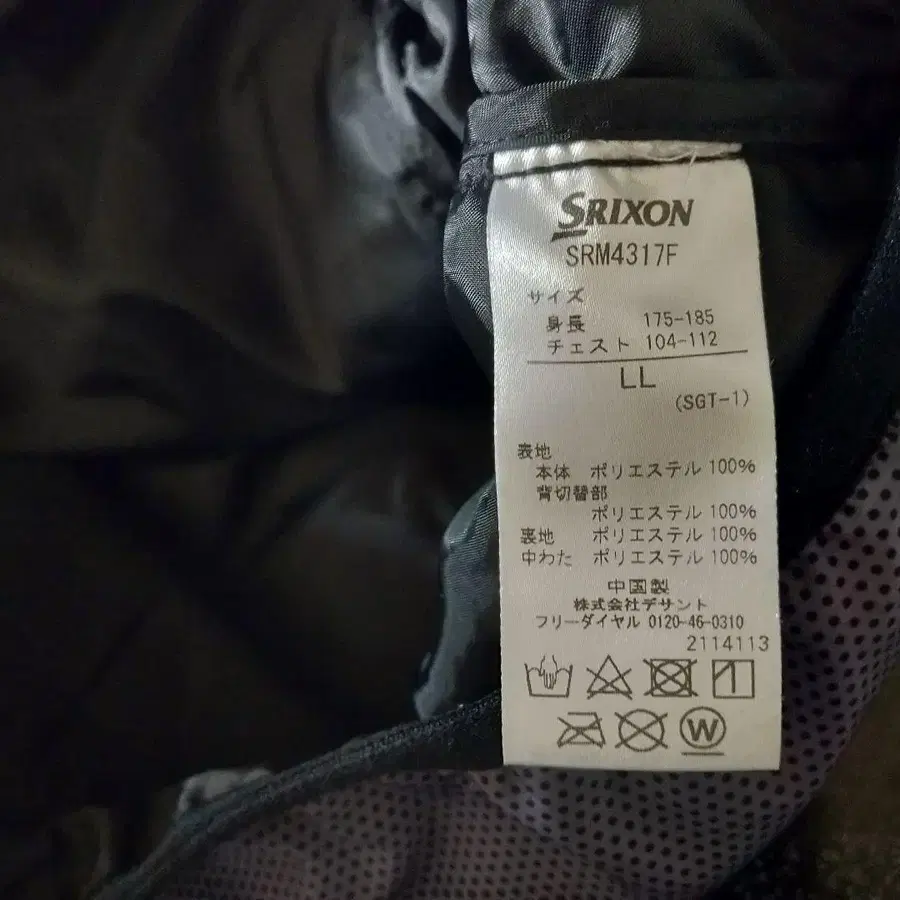 SRIXON
SRM4317F
サイズ
身長 175-185
チェスト 104-112
LL
(SGT-1)
表地
本体 ポリエステル 100%
背切替部
ポリエステル 100%
裏地 ポリエステル 100%
中わた ポリエステル 100%
中国製
株式会社デサント
フリーダイヤル 0120-46-0310
2114113
W